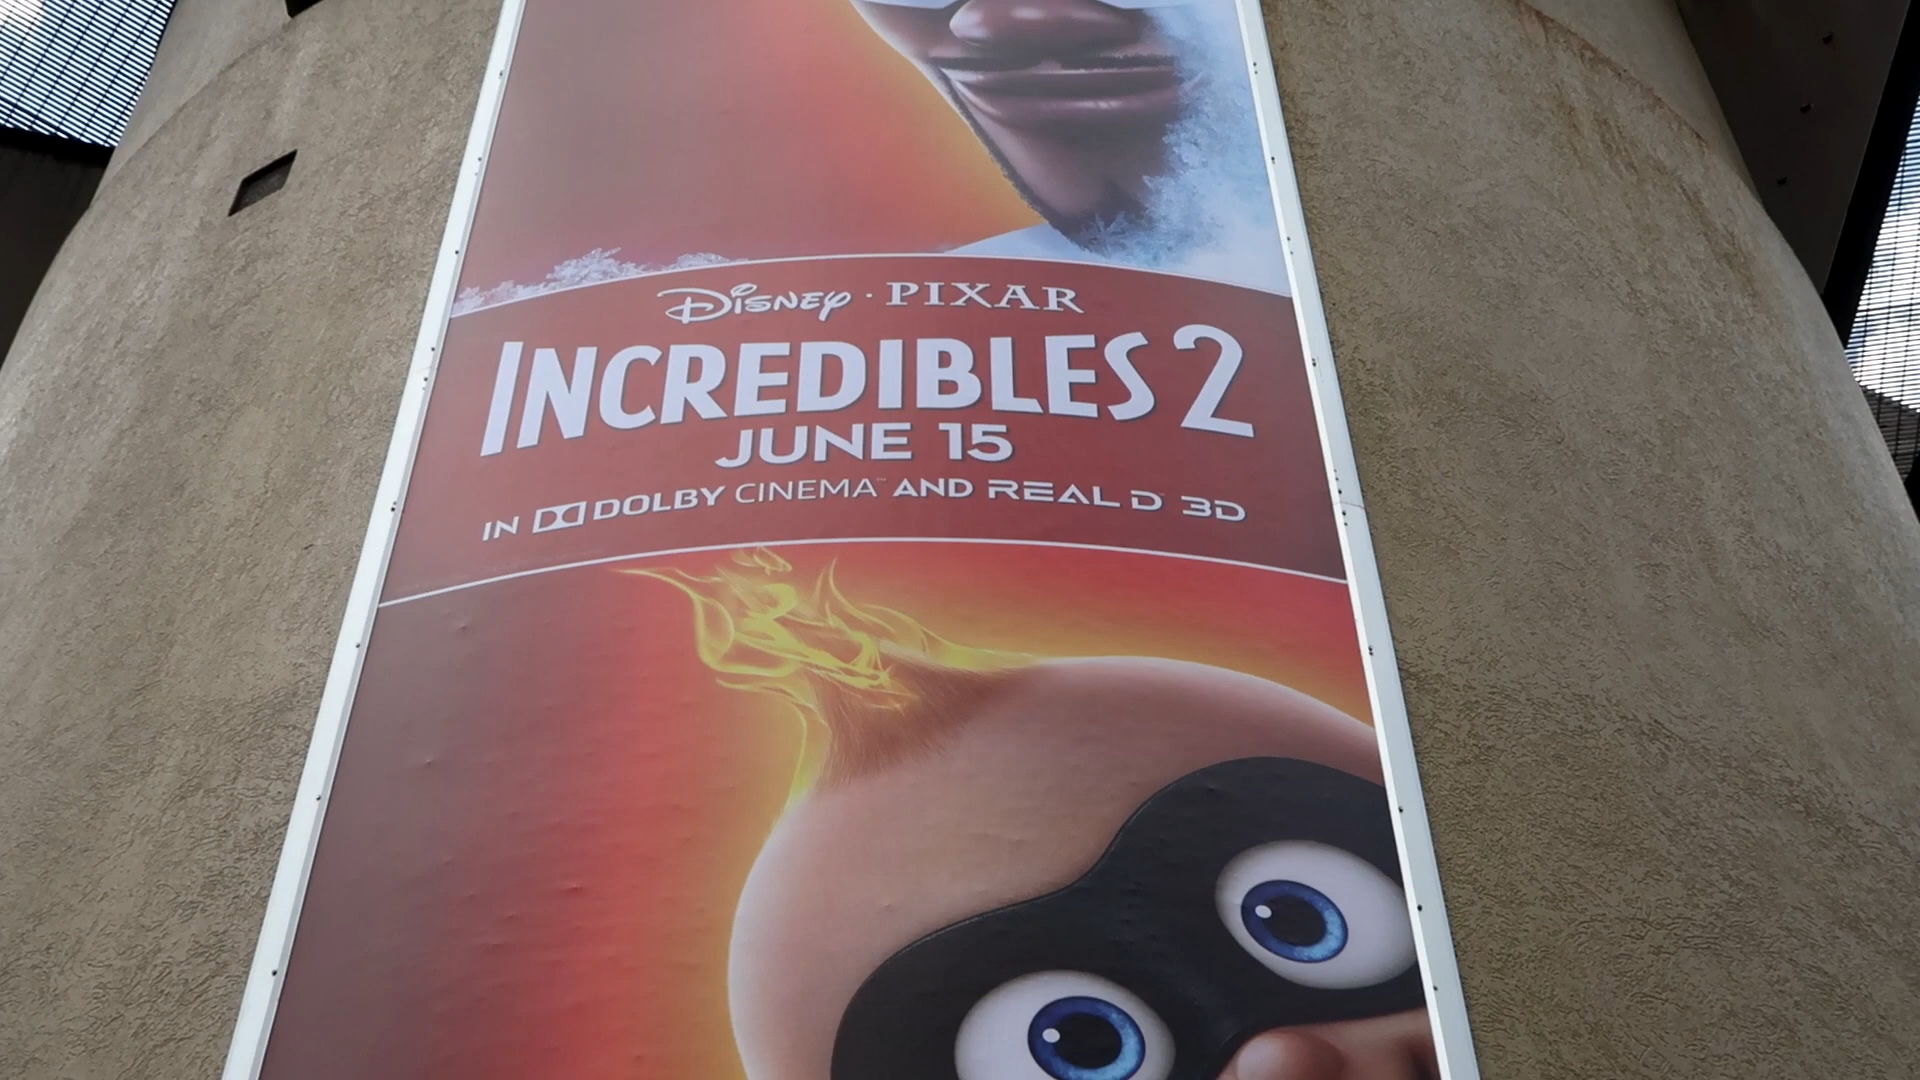 DISNEY · PIXAR
INCREDIBLES 2
JUNE 15
IN DOLBY CINEMA™ AND REAL D 3D